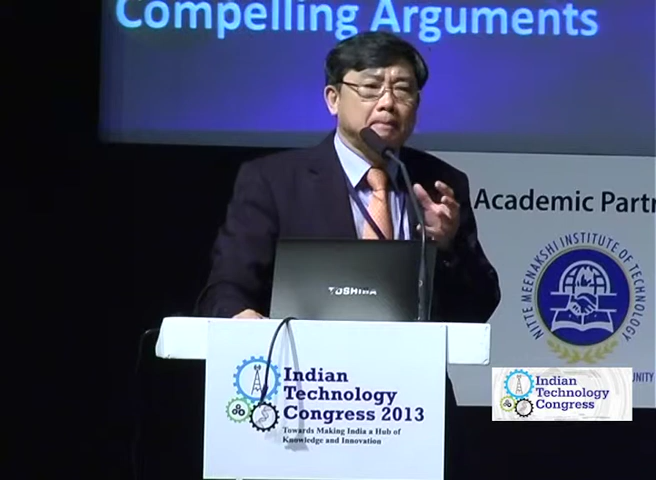 Compelling Arguments
Academic Partn
NITTE MEENAKSHI INSTITUTE OF TECHNOLOGY
TOSHIBA
Indian
Technology
Congress 2013
Towards Making India a Hub of
Knowledge and Innovation
Indian
Technology
Congress